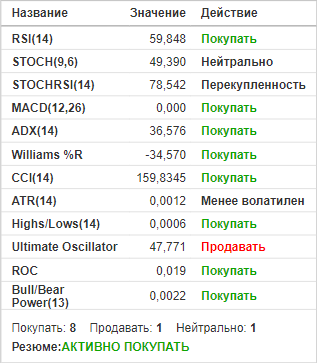 Название Значение Действие
RSI(14) 59,848 Покупать
STOCH(9,6) 49,390 Нейтрально
STOCHRSI(14) 78,542 Перекупленность
MACD(12,26) 0,000 Покупать
ADX(14) 36,576 Покупать
Williams %R -34,570 Покупать
CCI(14) 159,8345 Покупать
ATR(14) 0,0012 Менее волатилен
Highs/Lows(14) 0,0006 Покупать
Ultimate Oscillator 47,771 Продавать
ROC 0,019 Покупать
Bull/Bear
Power(13) 0,0022 Покупать
Покупать: 8 Продавать: 1 Нейтрально: 1
Резюме:АКТИВНО ПОКУПАТЬ